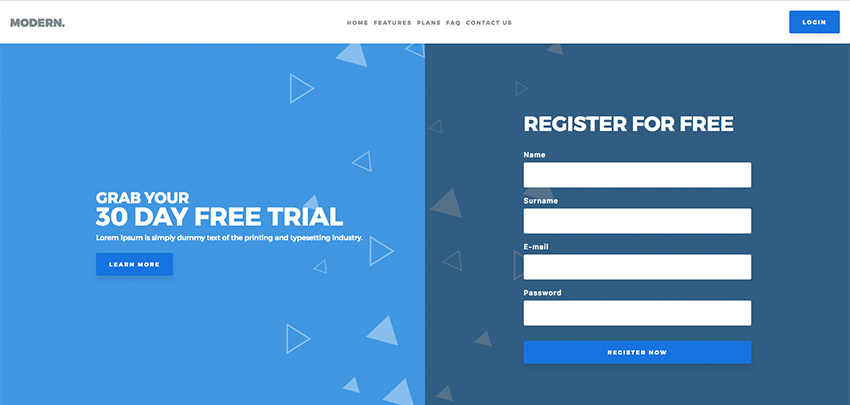 MODERN.
HOME FEATURES PLANS FAQ CONTACT US
LOGIN
GRAB YOUR
30 DAY FREE TRIAL
Lorem Ipsum is simply dummy text of the printing and typesetting industry.
LEARN MORE
REGISTER FOR FREE
Name
Surname
E-mail
Password
REGISTER NOW